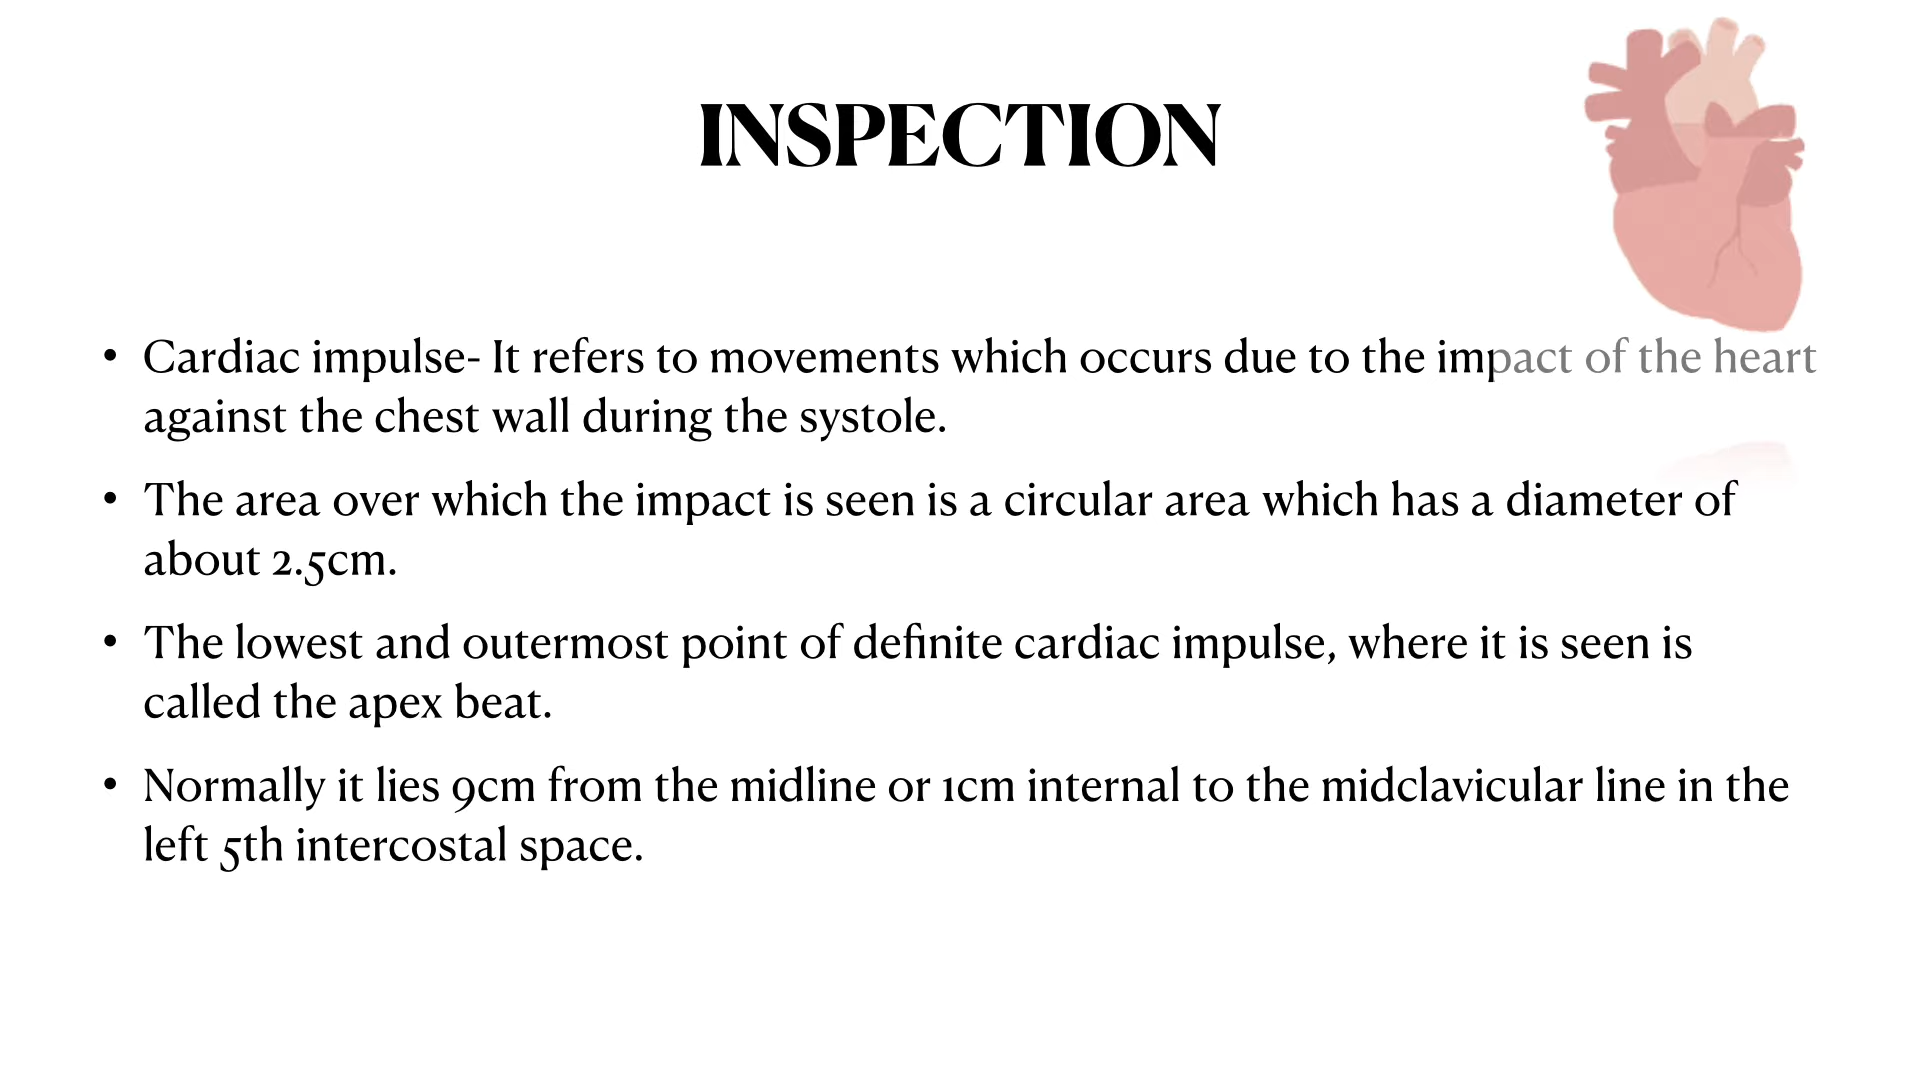 INSPECTION
• Cardiac impulse- It refers to movements which occurs due to the impact of the heart
against the chest wall during the systole.
• The area over which the impact is seen is a circular area which has a diameter of
about 2.5cm.
• The lowest and outermost point of definite cardiac impulse, where it is seen is
called the apex beat.
• Normally it lies 9cm from the midline or 1cm internal to the midclavicular line in the
left 5th intercostal space.